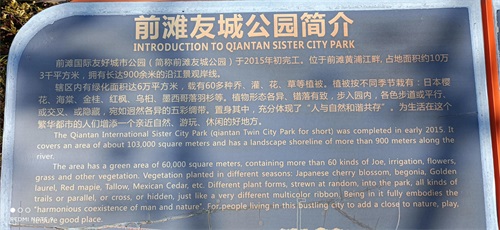 前滩友城公园简介
INTRODUCTION TO QIANTAN SISTER CITY PARK
前滩国际友好城市公园(简称前滩友城公园)于2015年初完工,位于前滩黄浦江畔,占地面积约10万
3千平方米,拥有长达900余米的沿江景观岸线。
辖区内有绿化面积达6万平方,载有60多种乔、灌、花、草等植被,植被按不同季节载有:日本樱
花、海棠、金桂、红枫、乌桕、墨西哥落羽杉等,植物形态各异、错落有致,步入园内,各色步道或平行、
或交叉、或隐藏,宛如迥然各异的五彩绸带,置身其中,充分体现了"人与自然和谐共存",为生活在这个
繁华都市的人们增添一个亲近自然、游玩、休闲的好地方。
The Qiantan International Sister City Park (Qiantan Twin City Park for short) was completed in early 2015. It
covers an area of about 103,000 square meters and has a landscape shoreline of more than 900 meters along the
river.
The area has a green area of 60,000 square meters, containing more than 60 kinds of Joe, irrigation, flowers,
grass and other vegetation. Vegetation planted in different seasons: Japanese cherry blossom, begonia, Golden
laurel, Red maple, Tallow, Mexican Cedar, etc. Different plant forms, strewn at random, into the park, all kinds of
trails or parallel, or cross, or hidden, just like a very different multicolor ribbon. Being in it fully embodies the
"harmonious coexistence of man and nature". For people living in this bustling city to add a close to nature, play,
leisure good place.